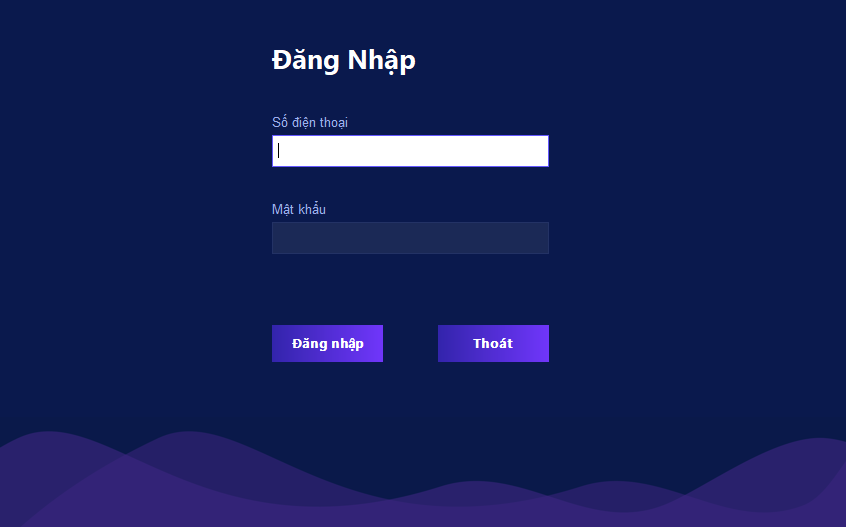 Đăng Nhập
Số điện thoại
Mật khẩu
Đăng nhập
Thoát